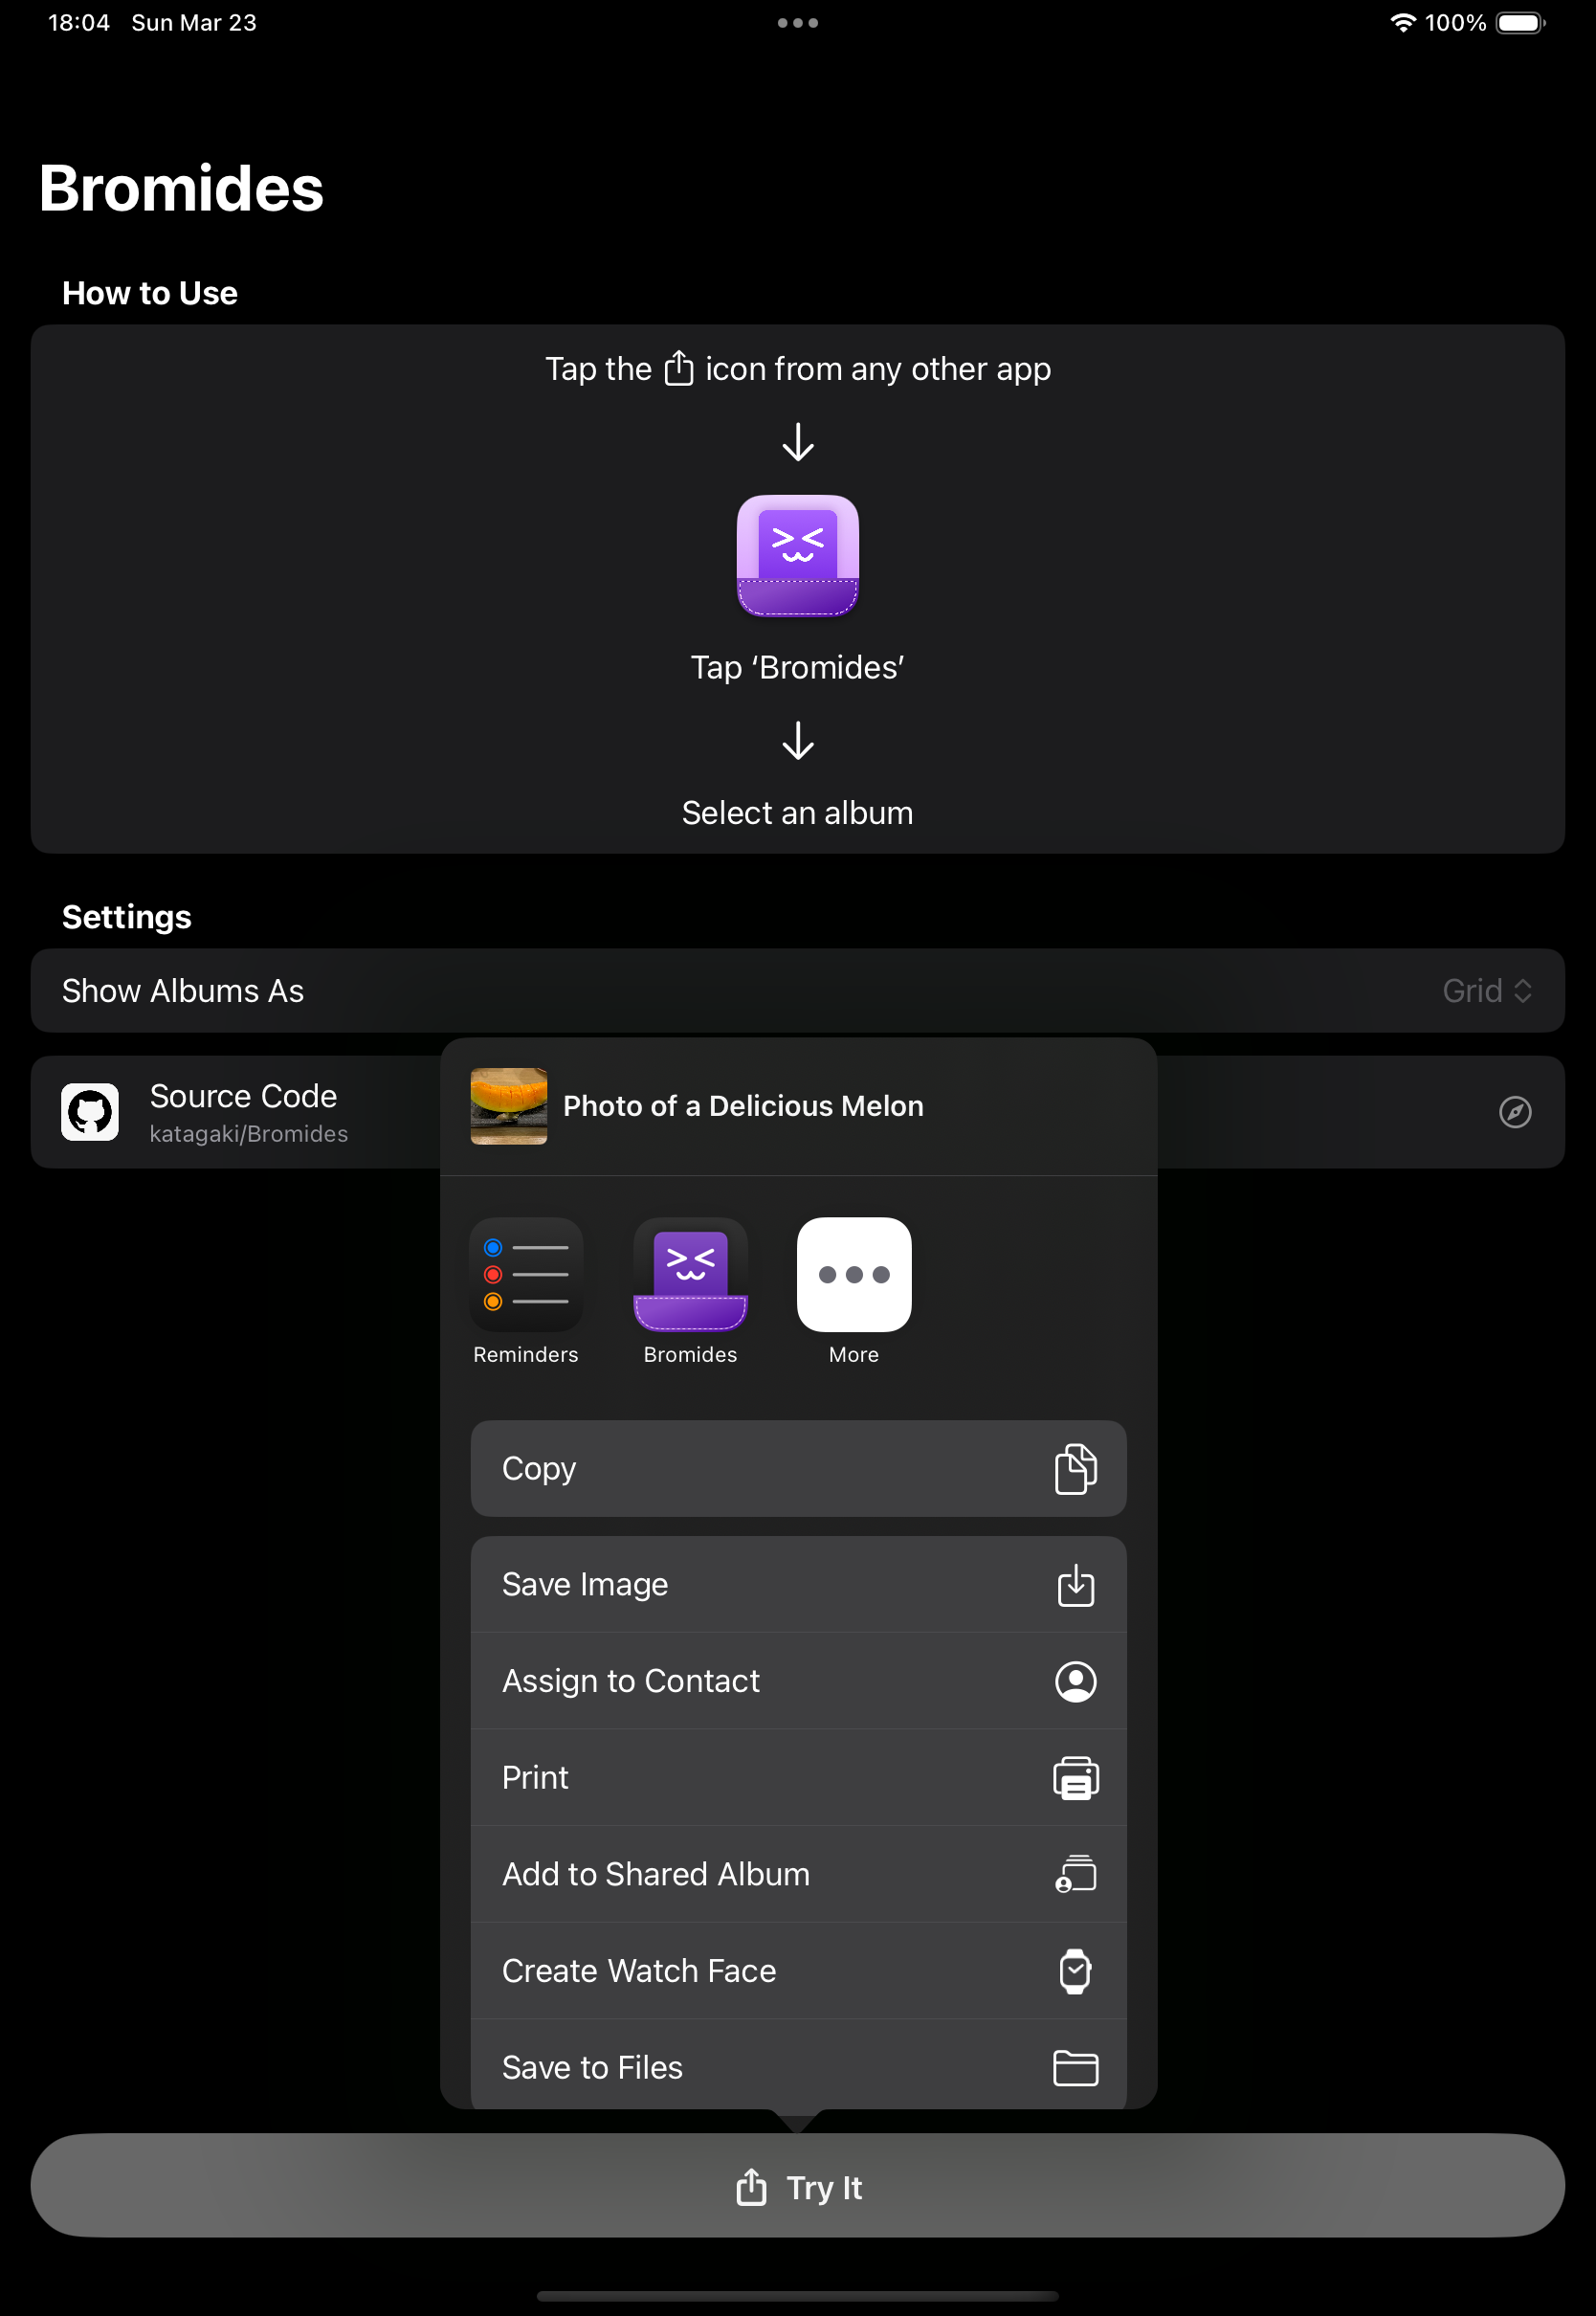 18:04 Sun Mar 23
100%
Bromides
How to Use
Tap the icon from any other app
Tap ‘Bromides’
Select an album
Settings
Show Albums As
Grid
Source Code
katagaki/Bromides
Photo of a Delicious Melon
Reminders
Bromides
More
Copy
Save Image
Assign to Contact
Print
Add to Shared Album
Create Watch Face
Save to Files
Try It